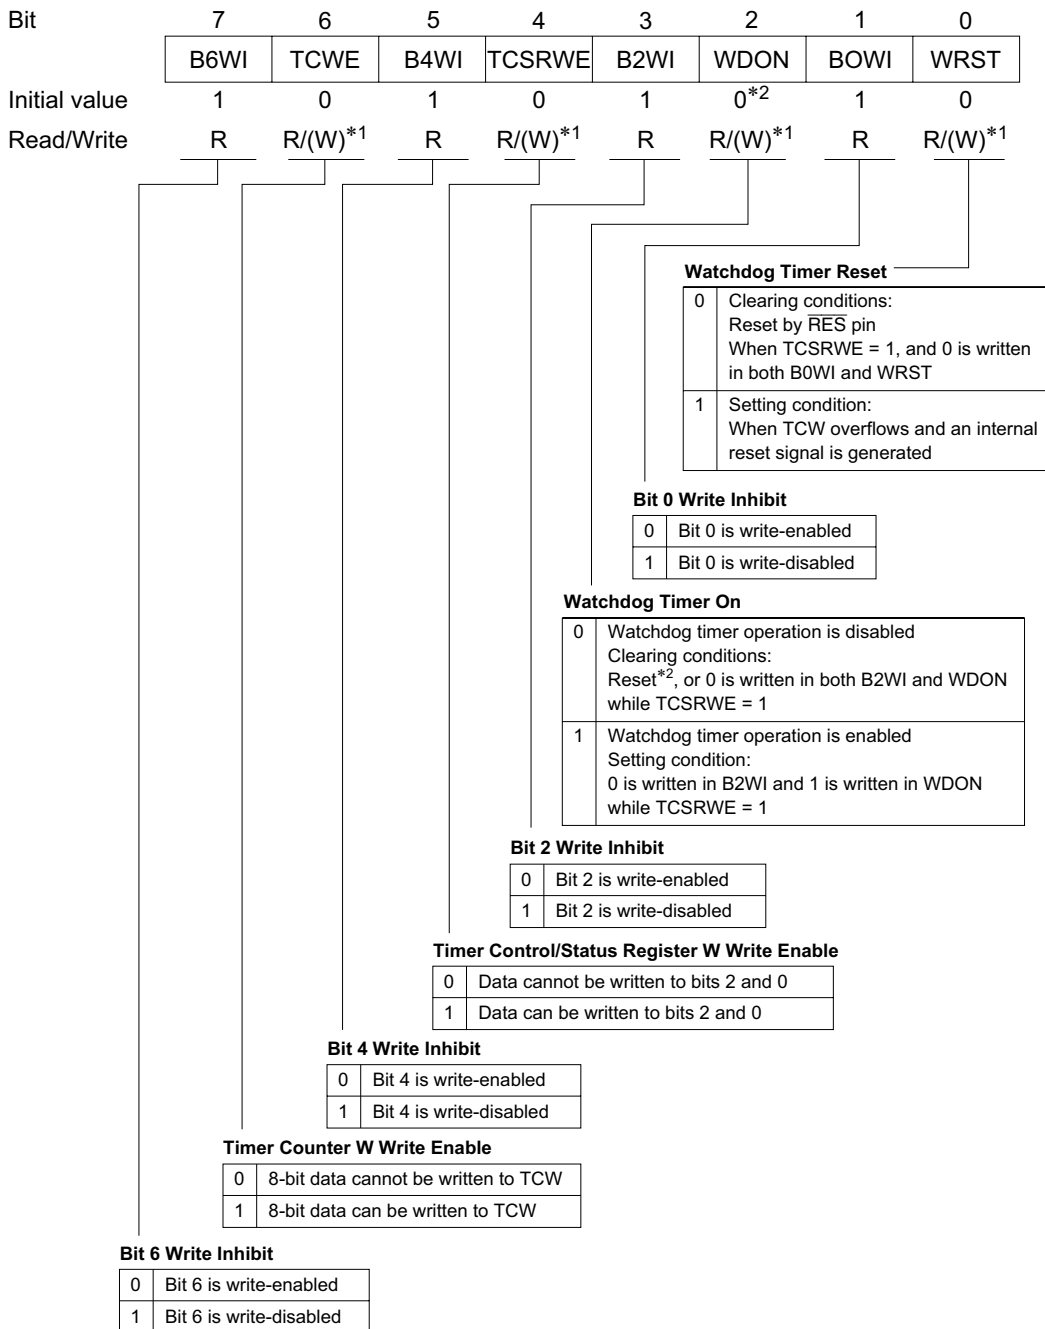 Bit 7 6 5 4 3 2 1 0
B6WI TCWE B4WI TCSRWE B2WI WDON BOWI WRST
Initial value 1 0 1 0 1 0*2 1 0
Read/Write R R/(W)*1 R R/(W)*1 R R/(W)*1 R R/(W)*1
Watchdog Timer Reset
0 Clearing conditions:
Reset by RES pin
When TCSRWE = 1, and 0 is written
in both B0WI and WRST
1 Setting condition:
When TCW overflows and an internal
reset signal is generated
Bit 0 Write Inhibit
0 Bit 0 is write-enabled
1 Bit 0 is write-disabled
Watchdog Timer On
0 Watchdog timer operation is disabled
Clearing conditions:
Reset*2, or 0 is written in both B2WI and WDON
while TCSRWE = 1
1 Watchdog timer operation is enabled
Setting condition:
0 is written in B2WI and 1 is written in WDON
while TCSRWE = 1
Bit 2 Write Inhibit
0 Bit 2 is write-enabled
1 Bit 2 is write-disabled
Timer Control/Status Register W Write Enable
0 Data cannot be written to bits 2 and 0
1 Data can be written to bits 2 and 0
Bit 4 Write Inhibit
0 Bit 4 is write-enabled
1 Bit 4 is write-disabled
Timer Counter W Write Enable
0 8-bit data cannot be written to TCW
1 8-bit data can be written to TCW
Bit 6 Write Inhibit
0 Bit 6 is write-enabled
1 Bit 6 is write-disabled